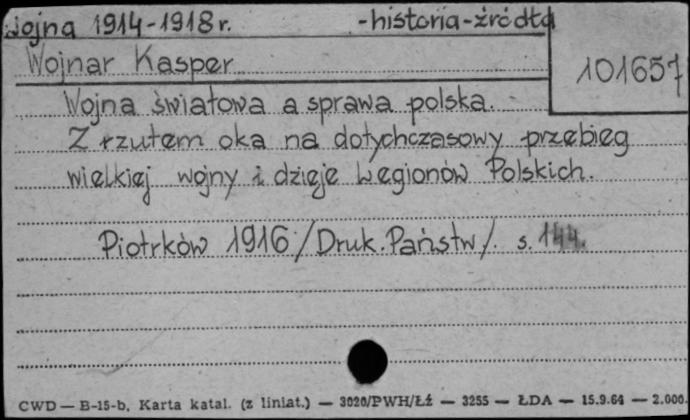 Wojna 1914-1918 r. -historia-źródła
Wojnar Kasper
101657
Wojna światowa a sprawa polska.
Z rzutem oka na dotychczasowy przebieg
wielkiej wojny i dzieje Legionów Polskich.
Piotrków 1916 /Druk. Państw/. s. 144.
CWD — B-15-b, Karta katal. (z liniat.) — 3020/PWH/Łź — 3255 — ŁDA — 15.9.64 — 2.000.